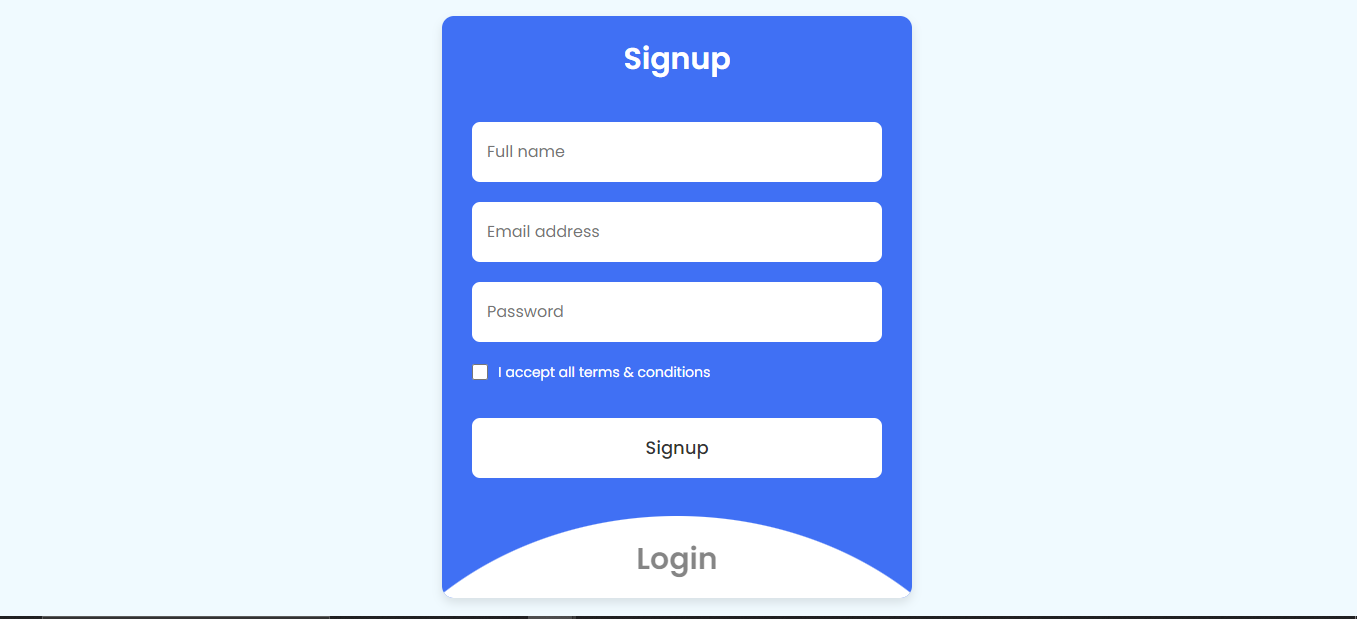 Signup
Full name
Email address
Password
I accept all terms & conditions
Signup
Login